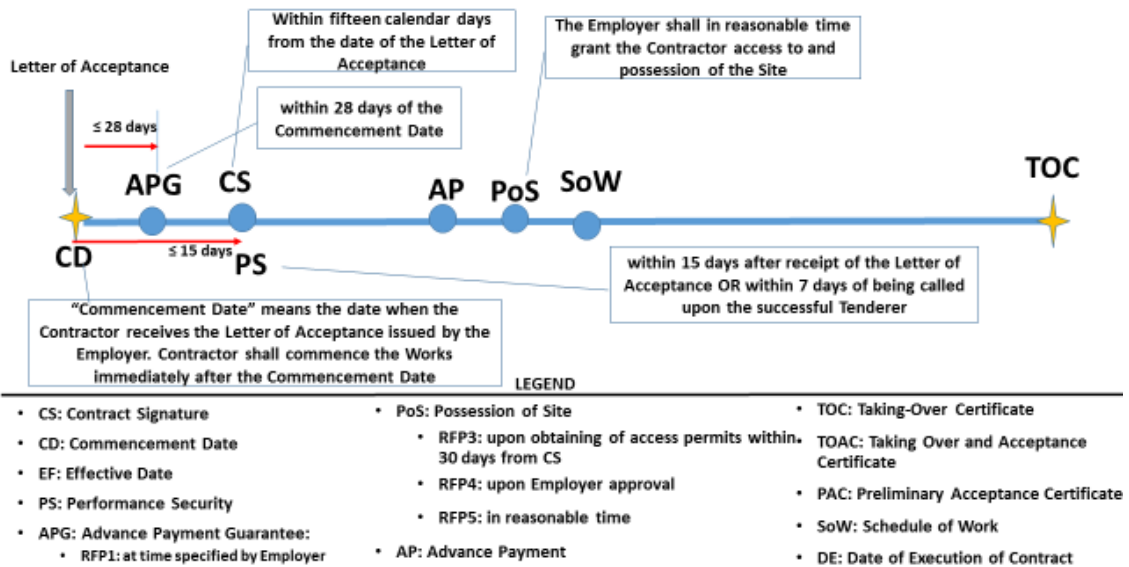 Within fifteen calendar days
from the date of the Letter of
Acceptance
The Employer shall in reasonable time
grant the Contractor access to and
possession of the Site
Letter of Acceptance
within 28 days of the
Commencement Date
≤ 28 days
APG
CS
AP
PoS
SoW
TOC
CD
≤ 15 days
PS
within 15 days after receipt of the Letter of
Acceptance OR within 7 days of being called
upon the successful Tenderer
“Commencement Date” means the date when the
Contractor receives the Letter of Acceptance issued by the
Employer. Contractor shall commence the Works
immediately after the Commencement Date
LEGEND
• CS: Contract Signature
• CD: Commencement Date
• EF: Effective Date
• PS: Performance Security
• APG: Advance Payment Guarantee:
• RFP1: at time specified by Employer
• PoS: Possession of Site
• RFP3: upon obtaining of access permits within
30 days from CS
• RFP4: upon Employer approval
• RFP5: in reasonable time
• AP: Advance Payment
• TOC: Taking-Over Certificate
• TOAC: Taking Over and Acceptance
Certificate
• PAC: Preliminary Acceptance Certificate
• SoW: Schedule of Work
• DE: Date of Execution of Contract